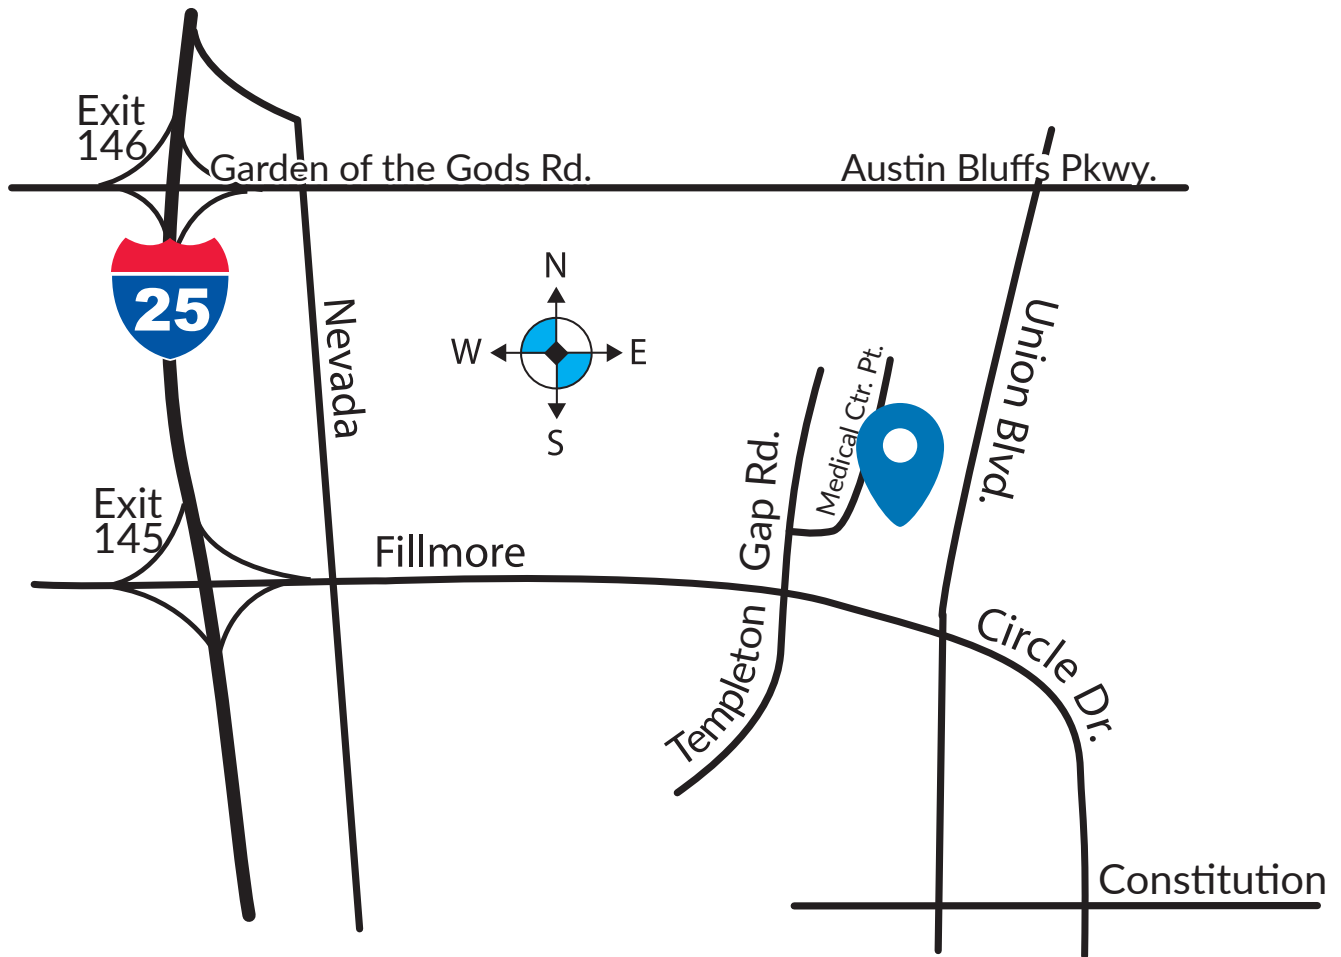 Exit
146
Garden of the Gods Rd.
Austin Bluffs Pkwy.
25
Nevada
N
W
E
S
Union Blvd.
Medical Ctr. Pt.
Exit
145
Fillmore
Templeton Gap Rd.
Circle Dr.
Constitution